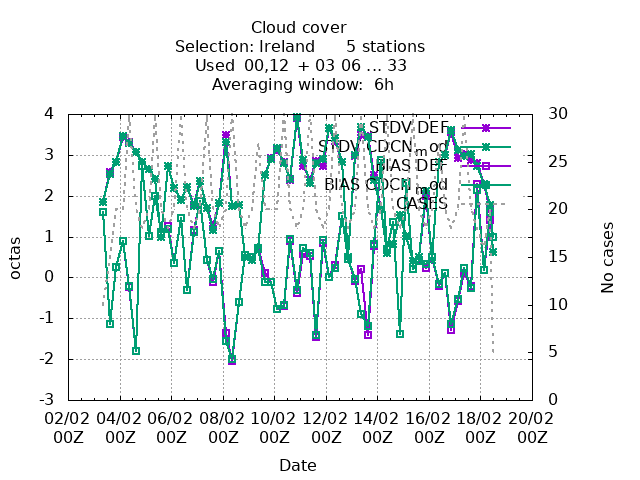 Cloud cover
Selection: Ireland 5 stations
Used 00,12 + 03 06 ... 33
Averaging window: 6h
4 30
STDV DEF
STDV CDCN_mod
3 25
BIAS DEF
BIAS CDCN_mod
2 20
CASES
1 15
0
-1 10
-2 5
-3 0
octas
No cases
02/02 04/02 06/02 08/02 10/02 12/02 14/02 16/02 18/02 20/02
00Z 00Z 00Z 00Z 00Z 00Z 00Z 00Z 00Z 00Z
Date